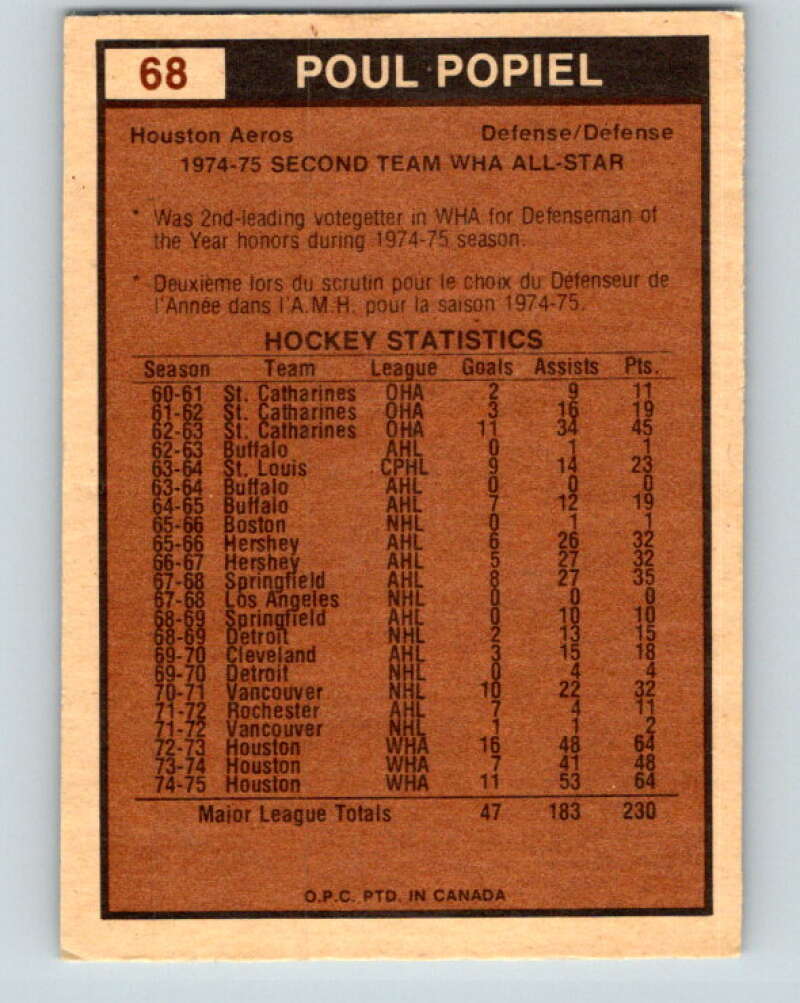 68 POUL POPIEL
Houston Aeros Defense/Défense
1974-75 SECOND TEAM WHA ALL-STAR
* Was 2nd-leading votegetter in WHA for Defenseman of
the Year honors during 1974-75 season.
* Deuxième lors du scrutin pour le choix du Défenseur de
l'Année dans l'A.M.H. pour la saison 1974-75.
HOCKEY STATISTICS
Season Team League Goals Assists Pts.
60-61 St. Catharines OHA 2 9 11
61-62 St. Catharines OHA 3 16 19
62-63 St. Catharines OHA 11 34 45
62-63 Buffalo AHL 0 1 1
63-64 St. Louis CPHL 9 14 23
63-64 Buffalo AHL 0 0 0
64-65 Buffalo AHL 7 12 19
65-66 Boston NHL 0 1 1
65-66 Hershey AHL 6 26 32
66-67 Hershey AHL 5 27 32
67-68 Springfield AHL 8 27 35
67-68 Los Angeles NHL 0 0 0
68-69 Springfield AHL 0 10 10
68-69 Detroit NHL 2 13 15
69-70 Cleveland AHL 3 15 18
69-70 Detroit NHL 0 4 4
70-71 Vancouver NHL 10 22 32
71-72 Rochester AHL 7 4 11
71-72 Vancouver NHL 1 1 2
72-73 Houston WHA 16 48 64
73-74 Houston WHA 7 41 48
74-75 Houston WHA 11 53 64
Major League Totals 47 183 230
O.P.C. PTD. IN CANADA